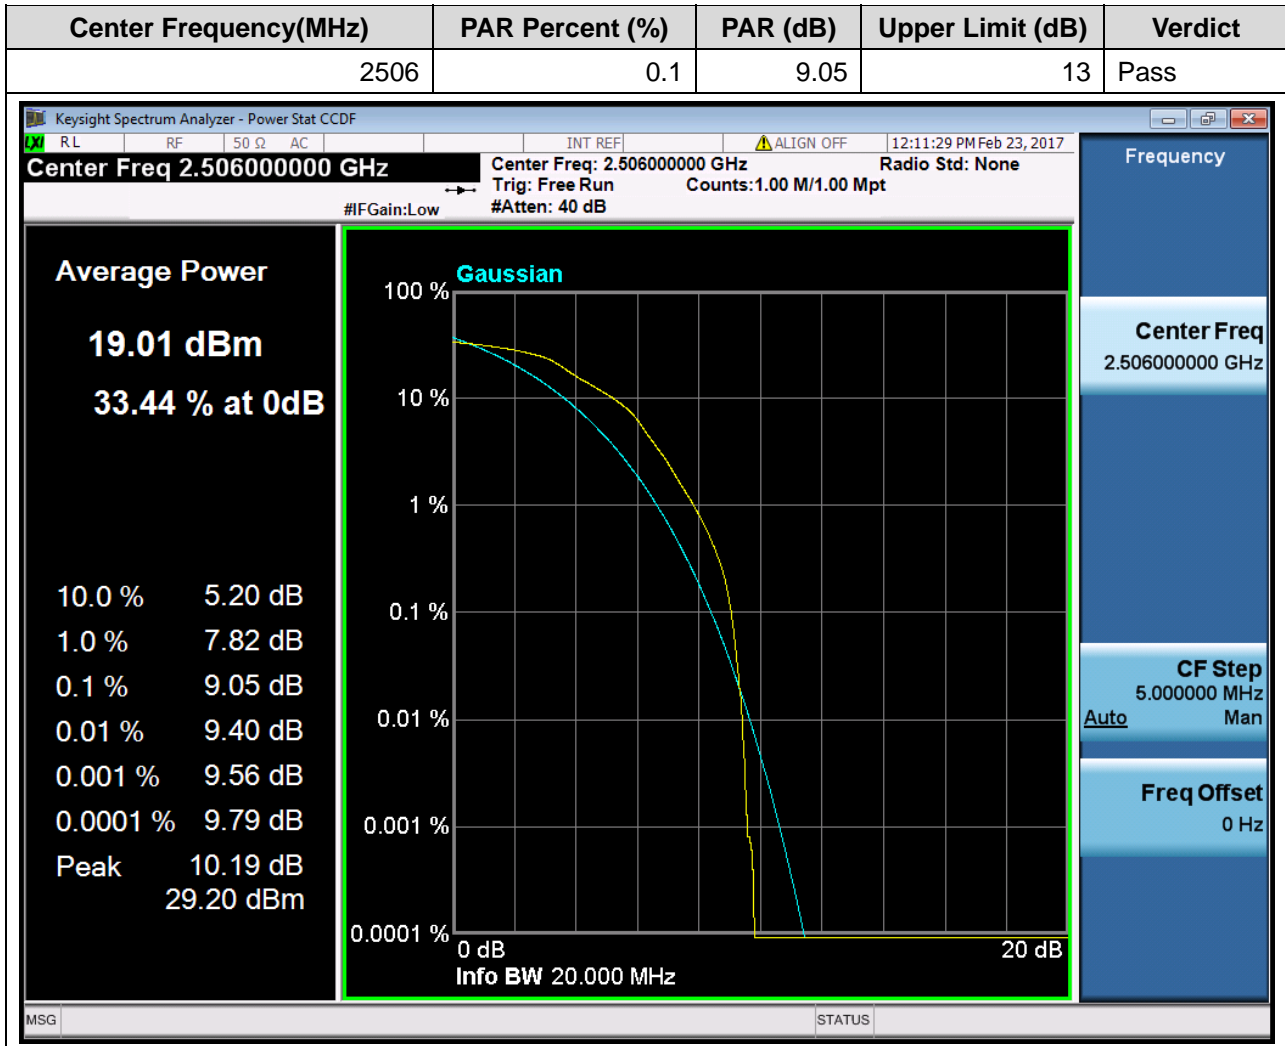 Center Frequency(MHz) PAR Percent (%) PAR (dB) Upper Limit (dB) Verdict
2506 0.1 9.05 13 Pass
Keysight Spectrum Analyzer - Power Stat CCDF
LXI RL RF 50 Ω AC INT REF ALIGN OFF 12:11:29 PM Feb 23, 2017
Center Freq 2.506000000 GHz
Center Freq: 2.506000000 GHz Radio Std: None
Trig: Free Run Counts:1.00 M/1.00 Mpt
#IFGain:Low #Atten: 40 dB
Average Power
19.01 dBm
33.44 % at 0dB
10.0 % 5.20 dB
1.0 % 7.82 dB
0.1 % 9.05 dB
0.01 % 9.40 dB
0.001 % 9.56 dB
0.0001 % 9.79 dB
Peak 10.19 dB
29.20 dBm
Gaussian
100 %
10 %
1 %
0.1 %
0.01 %
0.001 %
0.0001 %
0 dB 20 dB
Info BW 20.000 MHz
Frequency
Center Freq
2.506000000 GHz
CF Step
5.000000 MHz
Auto Man
Freq Offset
0 Hz
MSG STATUS